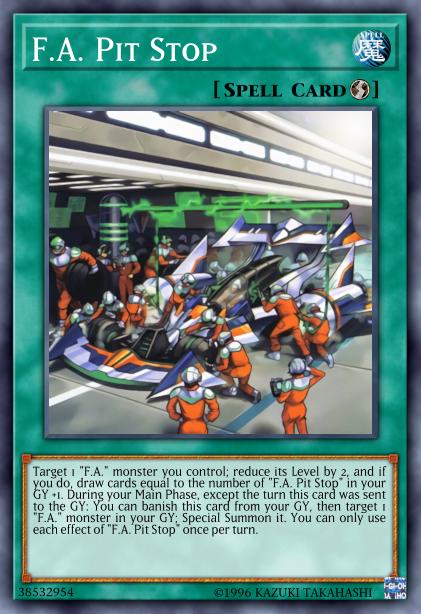 F.A. Pit Stop
SPELL
魔
[Spell Card]
Target 1 "F.A." monster you control; reduce its Level by 2, and if
you do, draw cards equal to the number of "F.A. Pit Stop" in your
GY +1. During your Main Phase, except the turn this card was sent
to the GY: You can banish this card from your GY, then target 1
"F.A." monster in your GY; Special Summon it. You can only use
each effect of "F.A. Pit Stop" once per turn.
38532954
©1996 KAZUKI TAKAHASHI